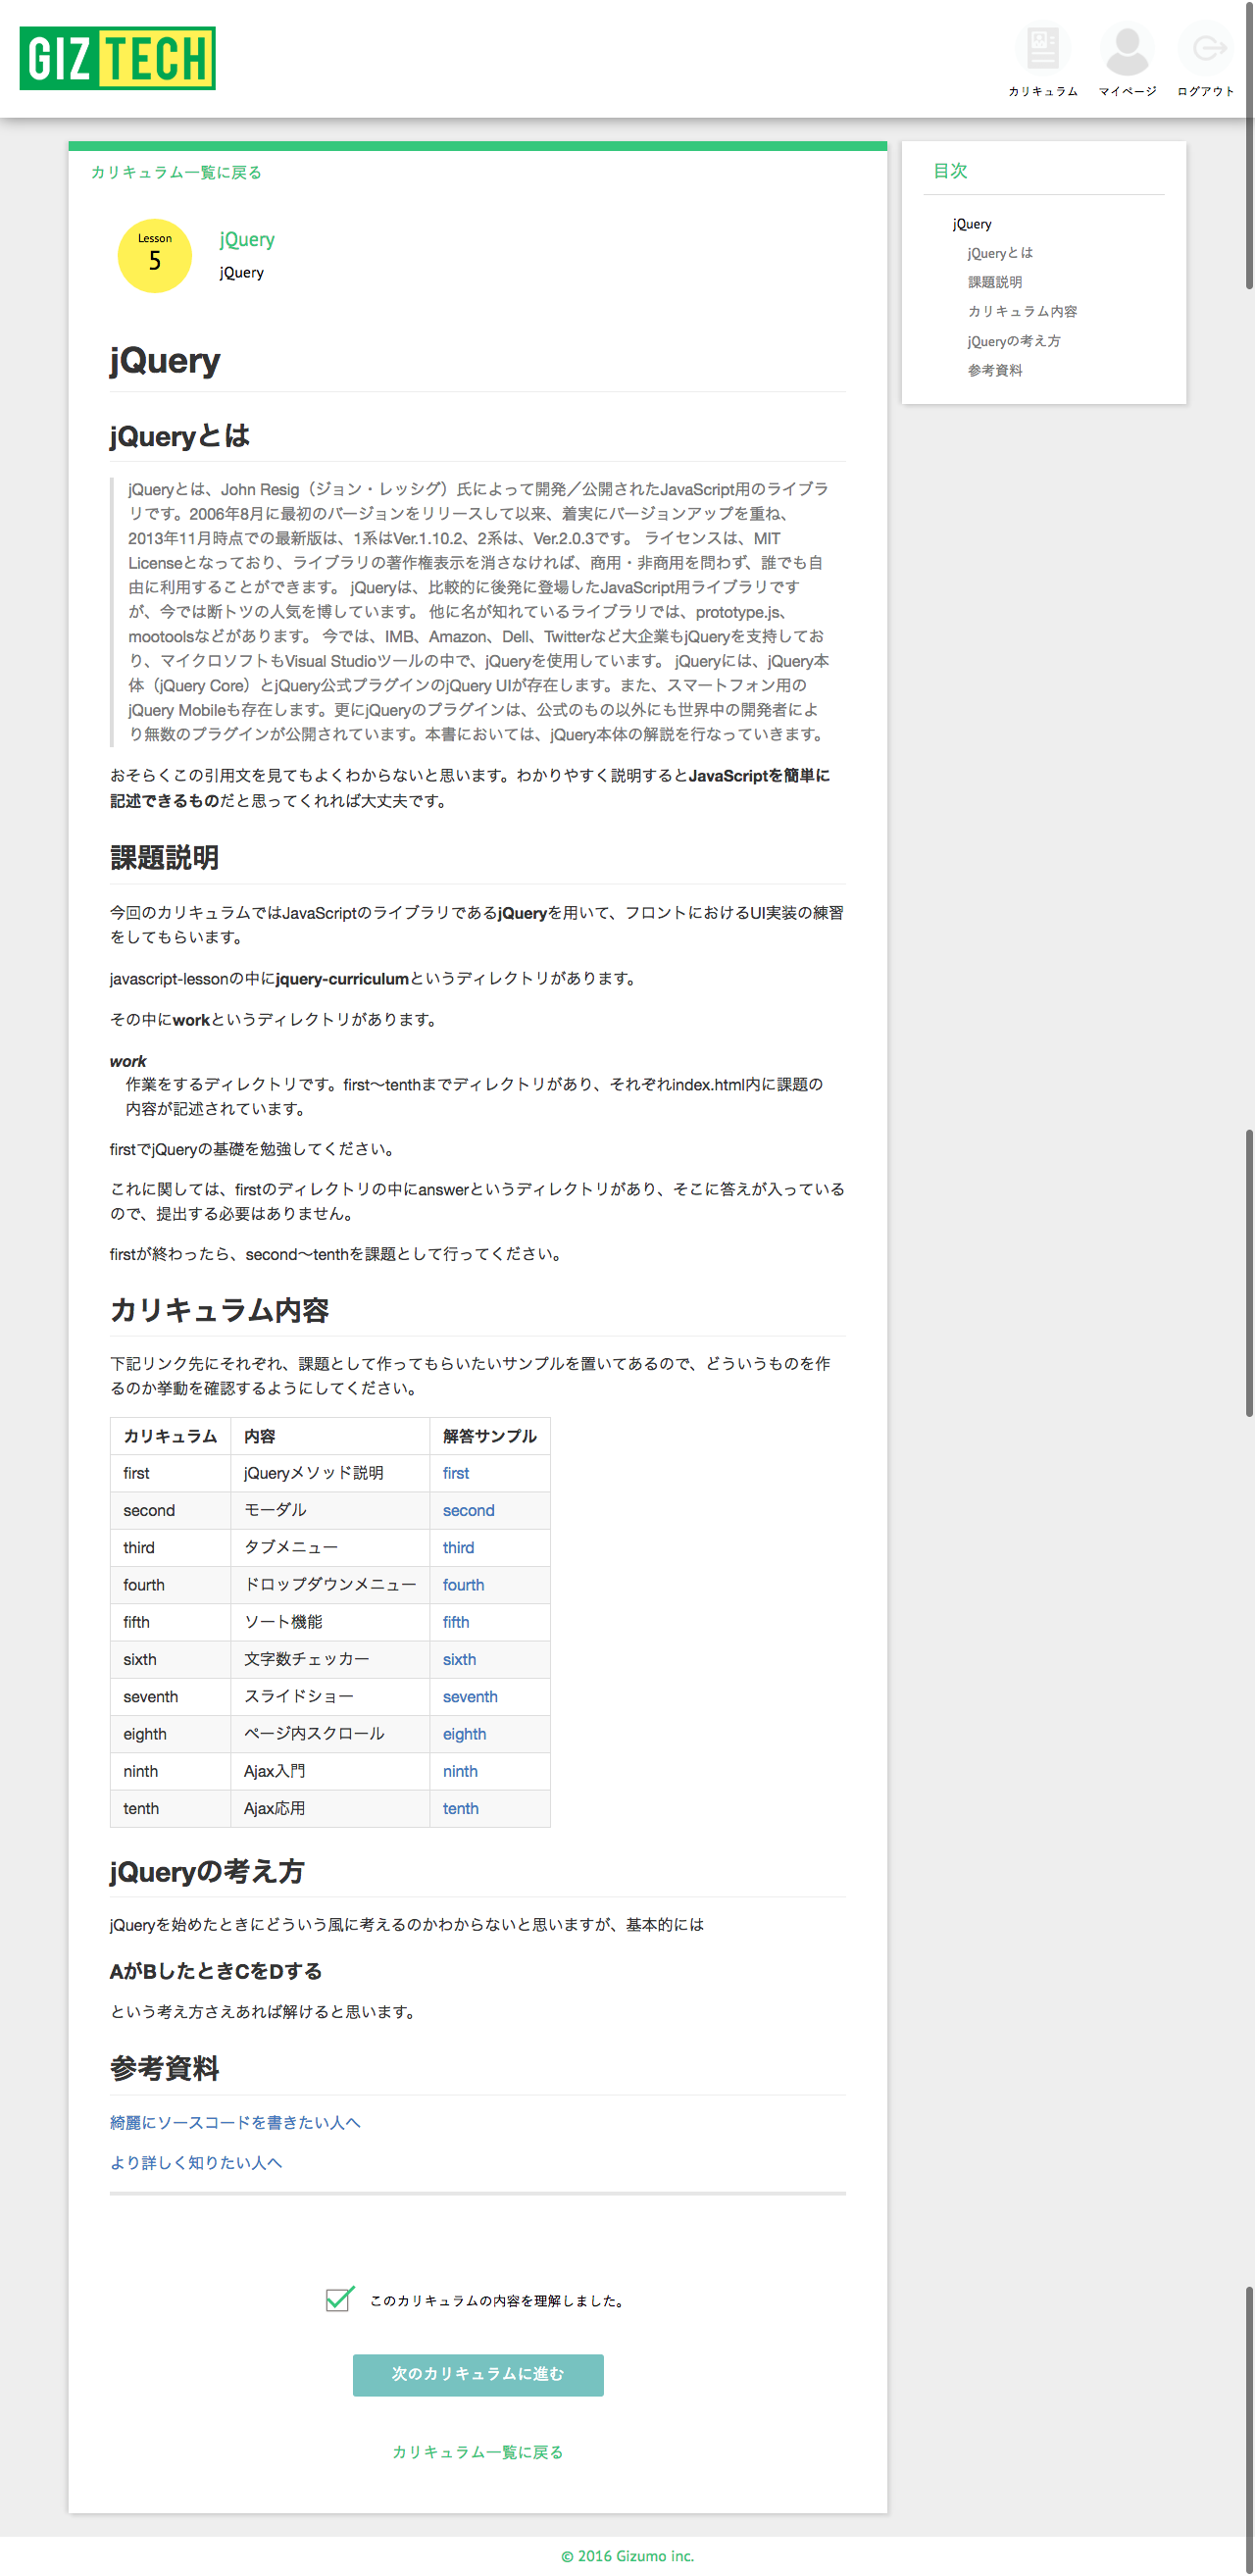 GIZ TECH
カリキュラム マイページ ログアウト
カリキュラム一覧に戻る
Lesson
5
jQuery
jQuery
jQuery
jQueryとは
jQueryとは、John Resig（ジョン・レッシグ）氏によって開発／公開されたJavaScript用のライブラ
リです。2006年8月に最初のバージョンをリリースして以来、着実にバージョンアップを重ね、
2013年11月時点での最新版は、1系はVer.1.10.2、2系は、Ver.2.0.3です。 ライセンスは、MIT
Licenseとなっており、ライブラリの著作権表示を消さなければ、商用・非商用を問わず、誰でも自
由に利用することができます。 jQueryは、比較的に後発に登場したJavaScript用ライブラリです
が、今では断トツの人気を博しています。 他に名が知れているライブラリでは、prototype.js、
mootoolsなどがあります。 今では、IMB、Amazon、Dell、Twitterなど大企業もjQueryを支持してお
り、マイクロソフトもVisual Studioツールの中で、jQueryを使用しています。 jQueryには、jQuery本
体（jQuery Core）とjQuery公式プラグインのjQuery UIが存在します。また、スマートフォン用の
jQuery Mobileも存在します。更にjQueryのプラグインは、公式のもの以外にも世界中の開発者によ
り無数のプラグインが公開されています。本書においては、jQuery本体の解説を行なっていきます。
おそらくこの引用文を見てもよくわからないと思います。わかりやすく説明するとJavaScriptを簡単に
記述できるものだと思ってくれれば大丈夫です。
課題説明
今回のカリキュラムではJavaScriptのライブラリであるjQueryを用いて、フロントにおけるUI実装の練習
をしてもらいます。
javascript-lessonの中にjquery-curriculumというディレクトリがあります。
その中にworkというディレクトリがあります。
work
作業をするディレクトリです。first〜tenthまでディレクトリがあり、それぞれindex.html内に課題の
内容が記述されています。
firstでjQueryの基礎を勉強してください。
これに関しては、firstのディレクトリの中にanswerというディレクトリがあり、そこに答えが入っている
ので、提出する必要はありません。
firstが終わったら、second〜tenthを課題として行ってください。
カリキュラム内容
下記リンク先にそれぞれ、課題として作ってもらいたいサンプルを置いてあるので、どういうものを作
るのか挙動を確認するようにしてください。
カリキュラム 内容 解答サンプル
first jQueryメソッド説明 first
second モーダル second
third タブメニュー third
fourth ドロップダウンメニュー fourth
fifth ソート機能 fifth
sixth 文字数チェッカー sixth
seventh スライドショー seventh
eighth ページ内スクロール eighth
ninth Ajax入門 ninth
tenth Ajax応用 tenth
jQueryの考え方
jQueryを始めたときにどういう風に考えるのかわからないと思いますが、基本的には
AがBしたときCをDする
という考え方さえあれば解けると思います。
参考資料
綺麗にソースコードを書きたい人へ
より詳しく知りたい人へ
このカリキュラムの内容を理解しました。
次のカリキュラムに進む
カリキュラム一覧に戻る
目次
jQuery
jQueryとは
課題説明
カリキュラム内容
jQueryの考え方
参考資料
© 2016 Gizumo inc.